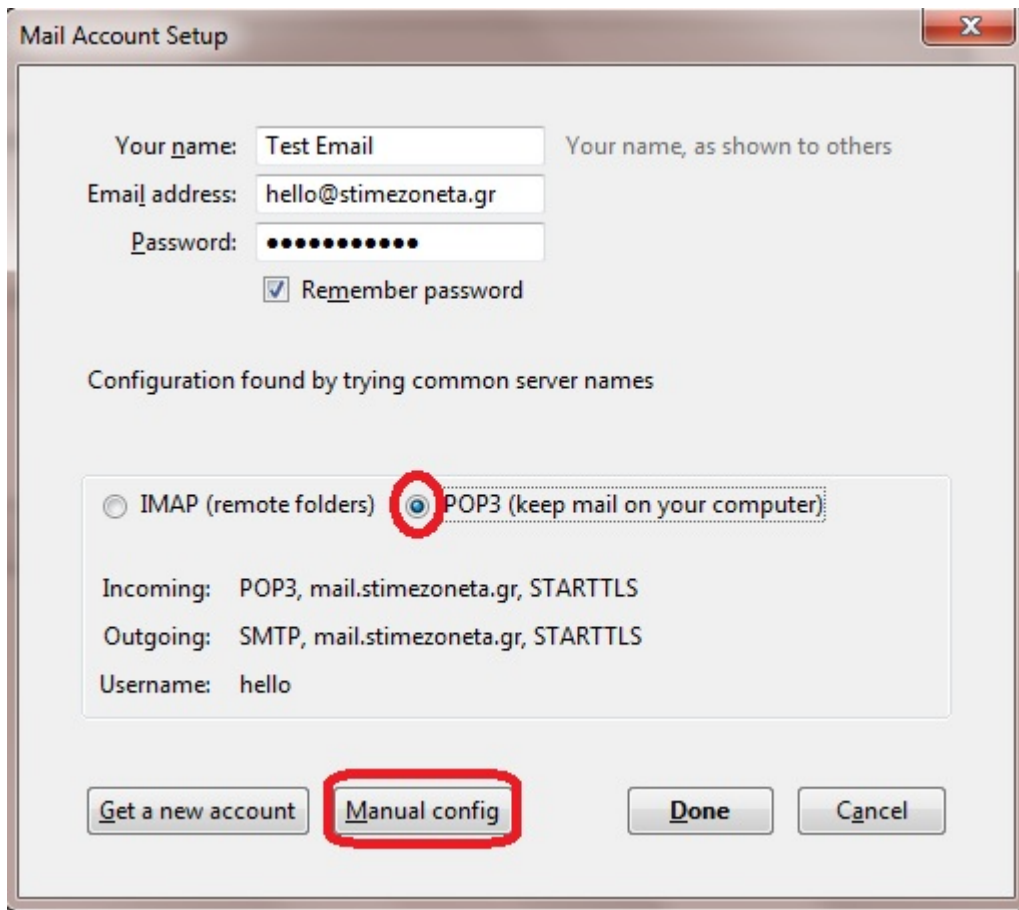 Mail Account Setup
Your name: Test Email Your name, as shown to others
Email address: hello@stimezoneta.gr
Password: ●●●●●●●●●●●
Remember password
Configuration found by trying common server names
IMAP (remote folders) POP3 (keep mail on your computer)
Incoming: POP3, mail.stimezoneta.gr, STARTTLS
Outgoing: SMTP, mail.stimezoneta.gr, STARTTLS
Username: hello
Get a new account Manual config Done Cancel